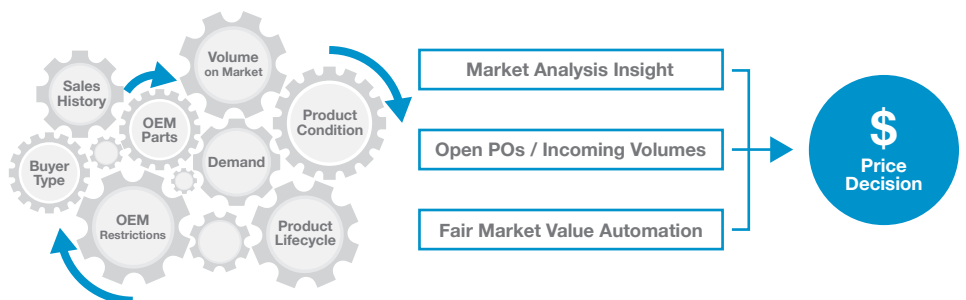 Sales
History
Volume
on Market
OEM
Parts
Product
Condition
Buyer
Type
Demand
OEM
Restrictions
Product
Lifecycle
Market Analysis Insight
Open POs / Incoming Volumes
Fair Market Value Automation
$
Price
Decision